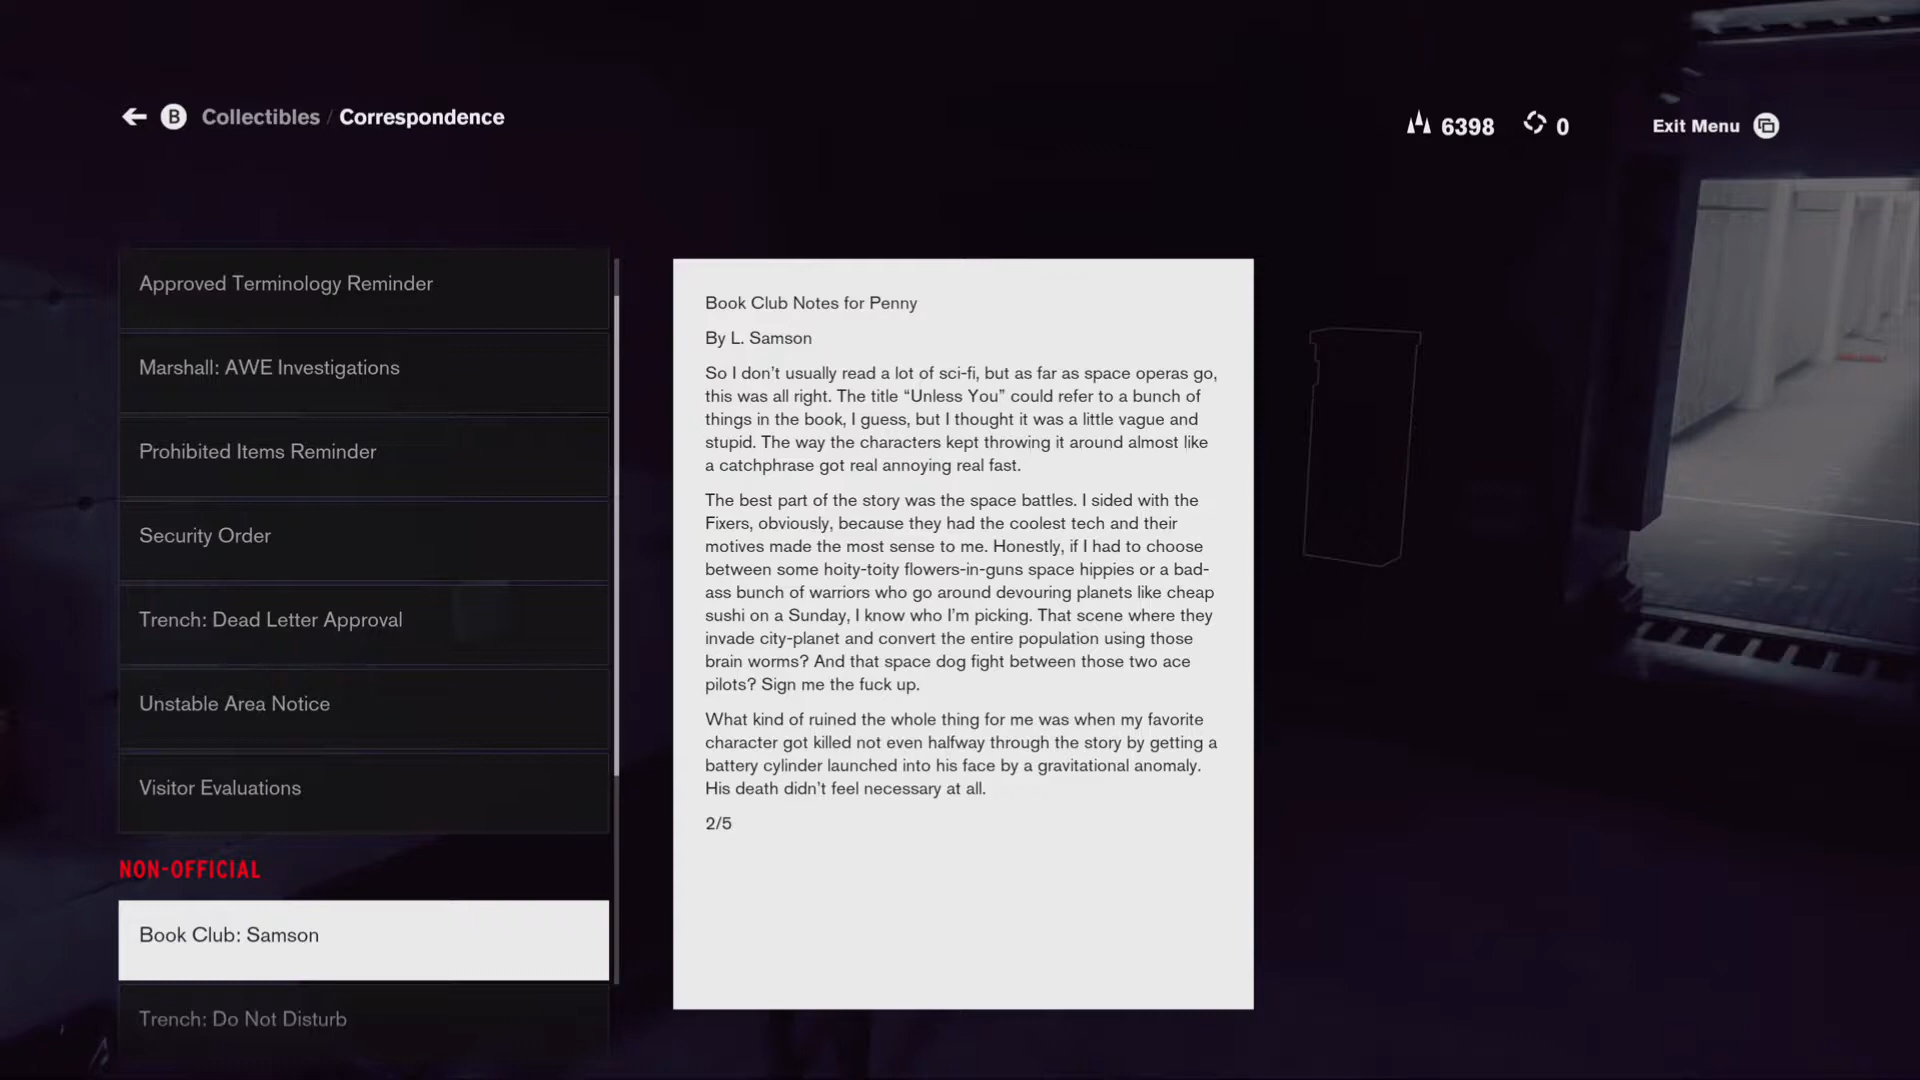 B Collectibles / Correspondence
6398 0 Exit Menu
Approved Terminology Reminder
Marshall: AWE Investigations
Prohibited Items Reminder
Security Order
Trench: Dead Letter Approval
Unstable Area Notice
Visitor Evaluations
NON-OFFICIAL
Book Club: Samson
Trench: Do Not Disturb
Book Club Notes for Penny
By L. Samson
So I don’t usually read a lot of sci-fi, but as far as space operas go,
this was all right. The title “Unless You” could refer to a bunch of
things in the book, I guess, but I thought it was a little vague and
stupid. The way the characters kept throwing it around almost like
a catchphrase got real annoying real fast.
The best part of the story was the space battles. I sided with the
Fixers, obviously, because they had the coolest tech and their
motives made the most sense to me. Honestly, if I had to choose
between some hoity-toity flowers-in-guns space hippies or a bad-
ass bunch of warriors who go around devouring planets like cheap
sushi on a Sunday, I know who I’m picking. That scene where they
invade city-planet and convert the entire population using those
brain worms? And that space dog fight between those two ace
pilots? Sign me the fuck up.
What kind of ruined the whole thing for me was when my favorite
character got killed not even halfway through the story by getting a
battery cylinder launched into his face by a gravitational anomaly.
His death didn’t feel necessary at all.
2/5